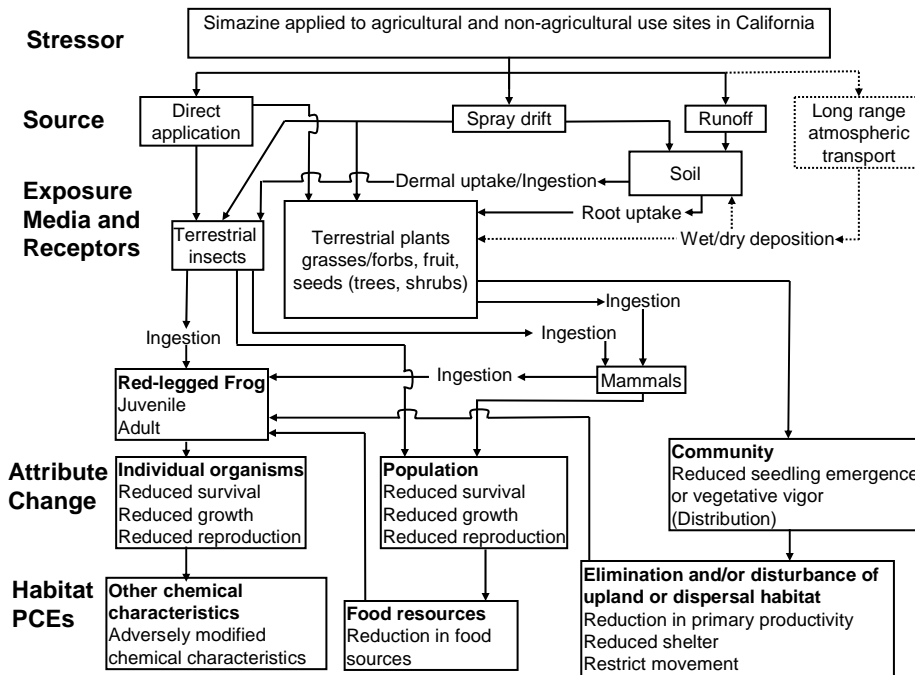 Stressor
Simazine applied to agricultural and non-agricultural use sites in California
Source
Direct
application
Spray drift
Runoff
Long range
atmospheric
transport
Exposure
Media and
Receptors
Soil
Dermal uptake/Ingestion
Root uptake
Wet/dry deposition
Terrestrial
insects
Terrestrial plants
grasses/forbs, fruit,
seeds (trees, shrubs)
Ingestion
Ingestion
Ingestion
Ingestion
Mammals
Red-legged Frog
Juvenile
Adult
Attribute
Change
Individual organisms
Reduced survival
Reduced growth
Reduced reproduction
Population
Reduced survival
Reduced growth
Reduced reproduction
Community
Reduced seedling emergence
or vegetative vigor
(Distribution)
Habitat
PCEs
Other chemical
characteristics
Adversely modified
chemical characteristics
Food resources
Reduction in food
sources
Elimination and/or disturbance of
upland or dispersal habitat
Reduction in primary productivity
Reduced shelter
Restrict movement